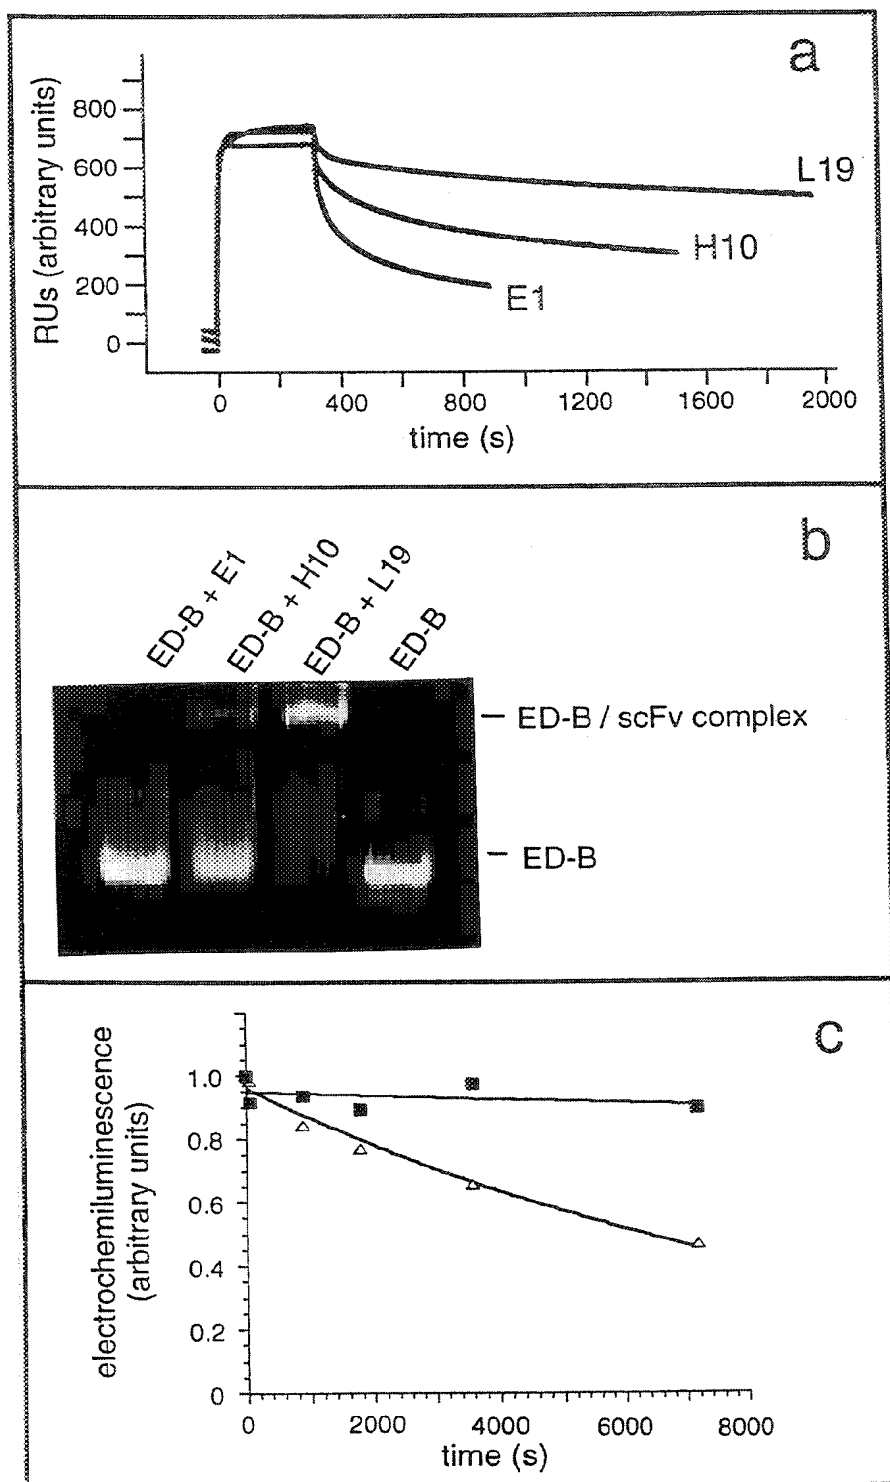 a
RUs (arbitrary units)
800
600
400
200
0
L19
H10
E1
0 400 800 1200 1600 2000
time (s)
b
ED-B + E1
ED-B + H10
ED-B + L19
ED-B
ED-B / scFv complex
ED-B
c
electrochemiluminescence
(arbitrary units)
1.0
0.8
0.6
0.4
0.2
0
0 2000 4000 6000 8000
time (s)